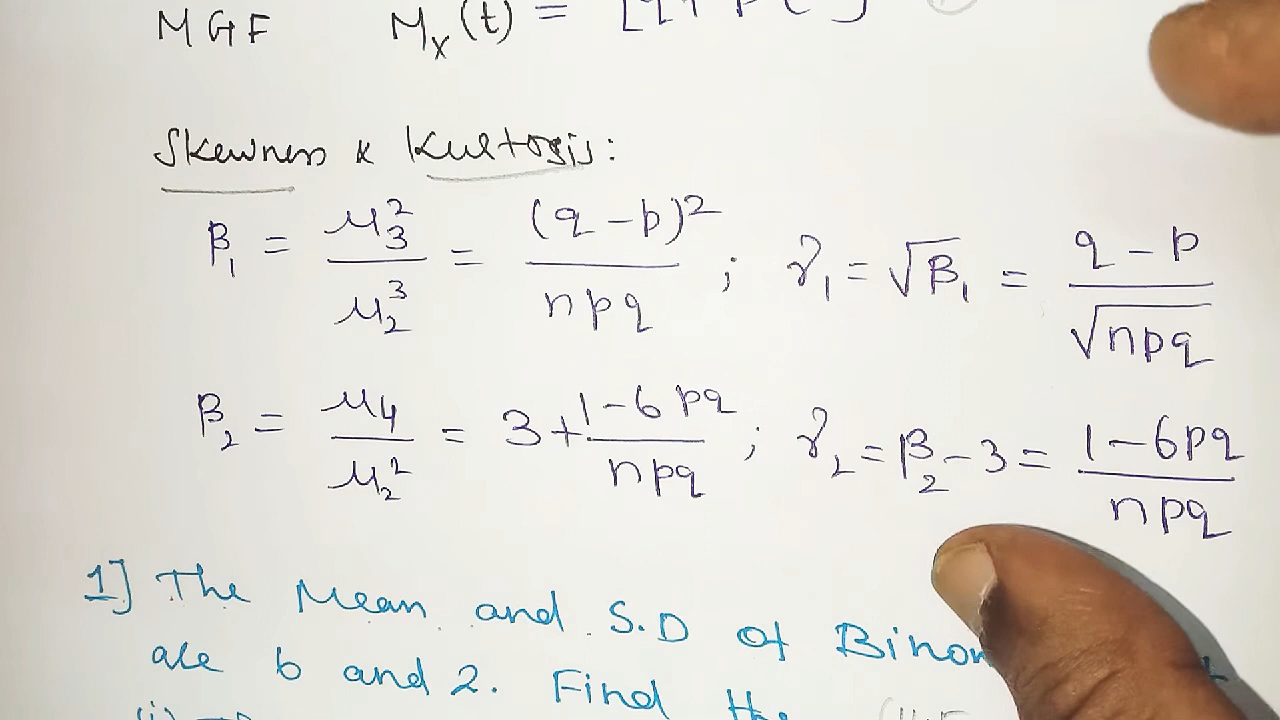 MGF Mₓ(t) = [q + p
Skewness & Kurtosis:
β₁ = μ₃² / μ₂³ = (q – p)² / npq ; γ₁ = √β₁ = q – p / √npq
β₂ = μ₄ / μ₂² = 3 + 1 – 6pq / npq ; γ₂ = β₂ – 3 = 1 – 6pq / npq
1] The Mean and S.D of Binom
are 6 and 2. Find the
(i)